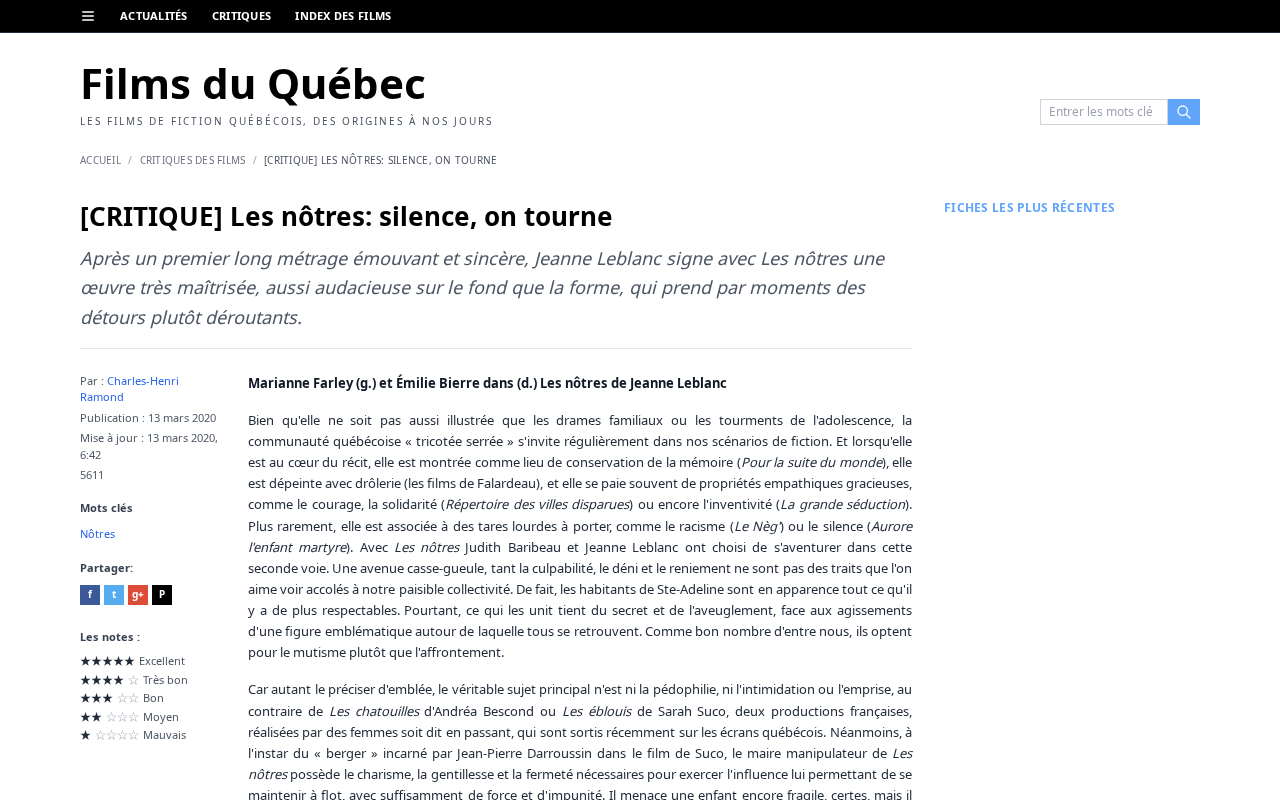 ACTUALITÉS CRITIQUES INDEX DES FILMS
Films du Québec
LES FILMS DE FICTION QUÉBÉCOIS, DES ORIGINES À NOS JOURS
Entrer les mots clé
ACCUEIL / CRITIQUES DES FILMS / [CRITIQUE] LES NÔTRES: SILENCE, ON TOURNE
[CRITIQUE] Les nôtres: silence, on tourne
Après un premier long métrage émouvant et sincère, Jeanne Leblanc signe avec Les nôtres une
œuvre très maîtrisée, aussi audacieuse sur le fond que la forme, qui prend par moments des
détours plutôt déroutants.
FICHES LES PLUS RÉCENTES
Par : Charles-Henri
Ramond
Publication : 13 mars 2020
Mise à jour : 13 mars 2020,
6:42
5611
Mots clés
Nôtres
Partager:
f t g+ P
Les notes :
★★★★★ Excellent
★★★★ ☆ Très bon
★★★ ☆☆ Bon
★★ ☆☆☆ Moyen
★ ☆☆☆☆ Mauvais
Marianne Farley (g.) et Émilie Bierre dans (d.) Les nôtres de Jeanne Leblanc
Bien qu'elle ne soit pas aussi illustrée que les drames familiaux ou les tourments de l'adolescence, la
communauté québécoise « tricotée serrée » s'invite régulièrement dans nos scénarios de fiction. Et lorsqu'elle
est au cœur du récit, elle est montrée comme lieu de conservation de la mémoire (Pour la suite du monde), elle
est dépeinte avec drôlerie (les films de Falardeau), et elle se paie souvent de propriétés empathiques gracieuses,
comme le courage, la solidarité (Répertoire des villes disparues) ou encore l'inventivité (La grande séduction).
Plus rarement, elle est associée à des tares lourdes à porter, comme le racisme (Le Nèg') ou le silence (Aurore
l'enfant martyre). Avec Les nôtres Judith Baribeau et Jeanne Leblanc ont choisi de s'aventurer dans cette
seconde voie. Une avenue casse-gueule, tant la culpabilité, le déni et le reniement ne sont pas des traits que l'on
aime voir accolés à notre paisible collectivité. De fait, les habitants de Ste-Adeline sont en apparence tout ce qu'il
y a de plus respectables. Pourtant, ce qui les unit tient du secret et de l'aveuglement, face aux agissements
d'une figure emblématique autour de laquelle tous se retrouvent. Comme bon nombre d'entre nous, ils optent
pour le mutisme plutôt que l'affrontement.
Car autant le préciser d'emblée, le véritable sujet principal n'est ni la pédophilie, ni l'intimidation ou l'emprise, au
contraire de Les chatouilles d'Andréa Bescond ou Les éblouis de Sarah Suco, deux productions françaises,
réalisées par des femmes soit dit en passant, qui sont sortis récemment sur les écrans québécois. Néanmoins, à
l'instar du « berger » incarné par Jean-Pierre Darroussin dans le film de Suco, le maire manipulateur de Les
nôtres possède le charisme, la gentillesse et la fermeté nécessaires pour exercer l'influence lui permettant de se
maintenir à flot, avec suffisamment de force et d'impunité. Il menace une enfant encore fragile, certes, mais il